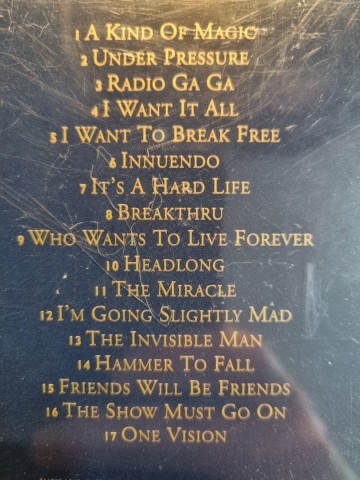 1 A Kind Of Magic
2 Under Pressure
3 Radio Ga Ga
4 I Want It All
5 I Want To Break Free
6 Innuendo
7 It's A Hard Life
8 Breakthru
9 Who Wants To Live Forever
10 Headlong
11 The Miracle
12 I'm Going Slightly Mad
13 The Invisible Man
14 Hammer To Fall
15 Friends Will Be Friends
16 The Show Must Go On
17 One Vision